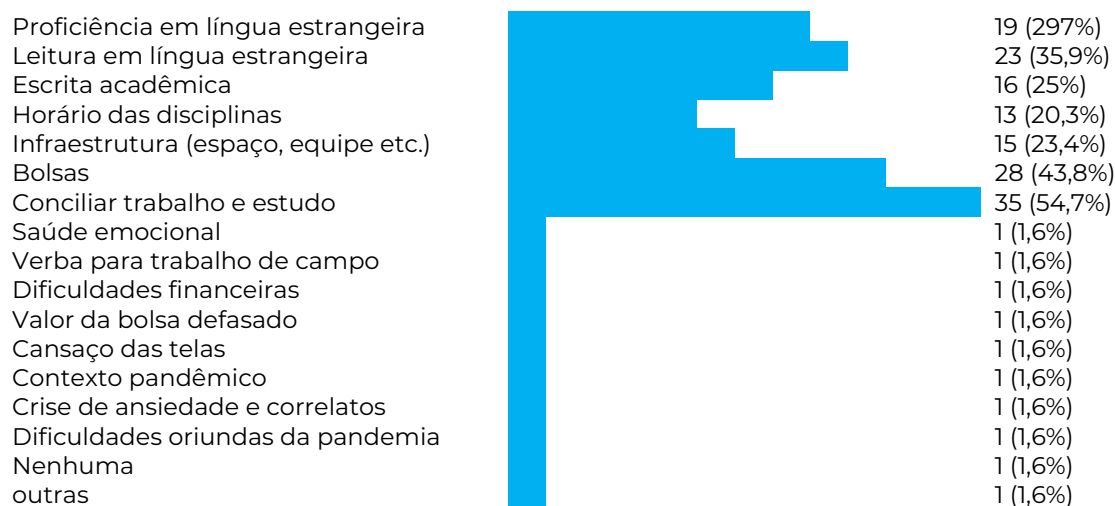 Proficiência em língua estrangeira 19 (297%)
Leitura em língua estrangeira 23 (35,9%)
Escrita acadêmica 16 (25%)
Horário das disciplinas 13 (20,3%)
Infraestrutura (espaço, equipe etc.) 15 (23,4%)
Bolsas 28 (43,8%)
Conciliar trabalho e estudo 35 (54,7%)
Saúde emocional 1 (1,6%)
Verba para trabalho de campo 1 (1,6%)
Dificuldades financeiras 1 (1,6%)
Valor da bolsa defasado 1 (1,6%)
Cansaço das telas 1 (1,6%)
Contexto pandêmico 1 (1,6%)
Crise de ansiedade e correlatos 1 (1,6%)
Dificuldades oriundas da pandemia 1 (1,6%)
Nenhuma 1 (1,6%)
outras 1 (1,6%)